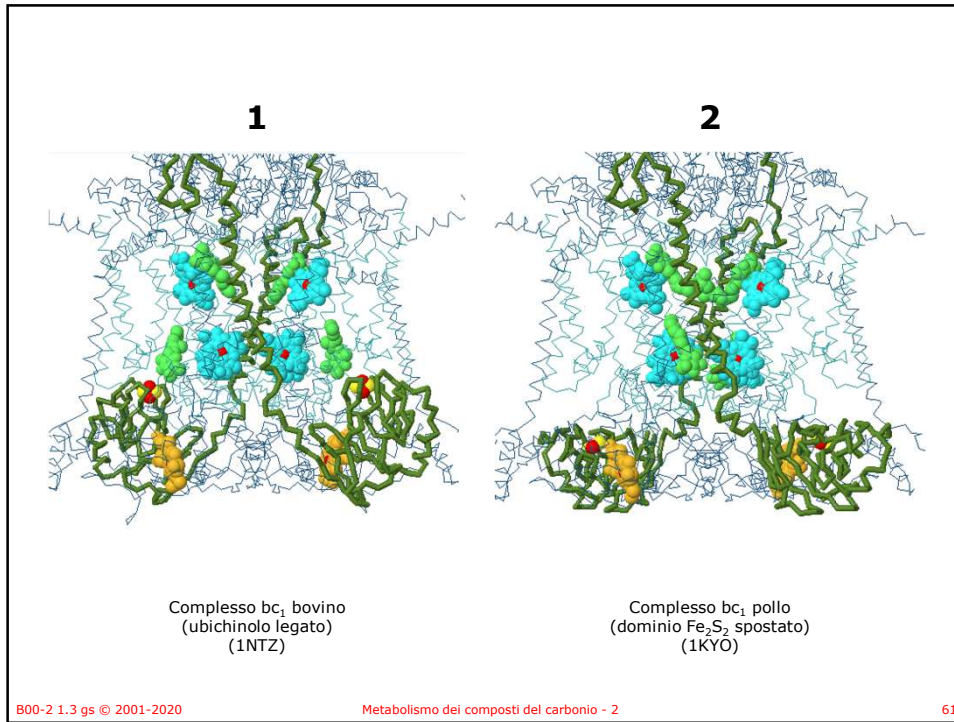 1
2
Complesso bc₁ bovino
(ubichinolo legato)
(1NTZ)
Complesso bc₁ pollo
(dominio Fe₂S₂ spostato)
(1KYO)
B00-2 1.3 gs © 2001-2020
Metabolismo dei composti del carbonio - 2
61